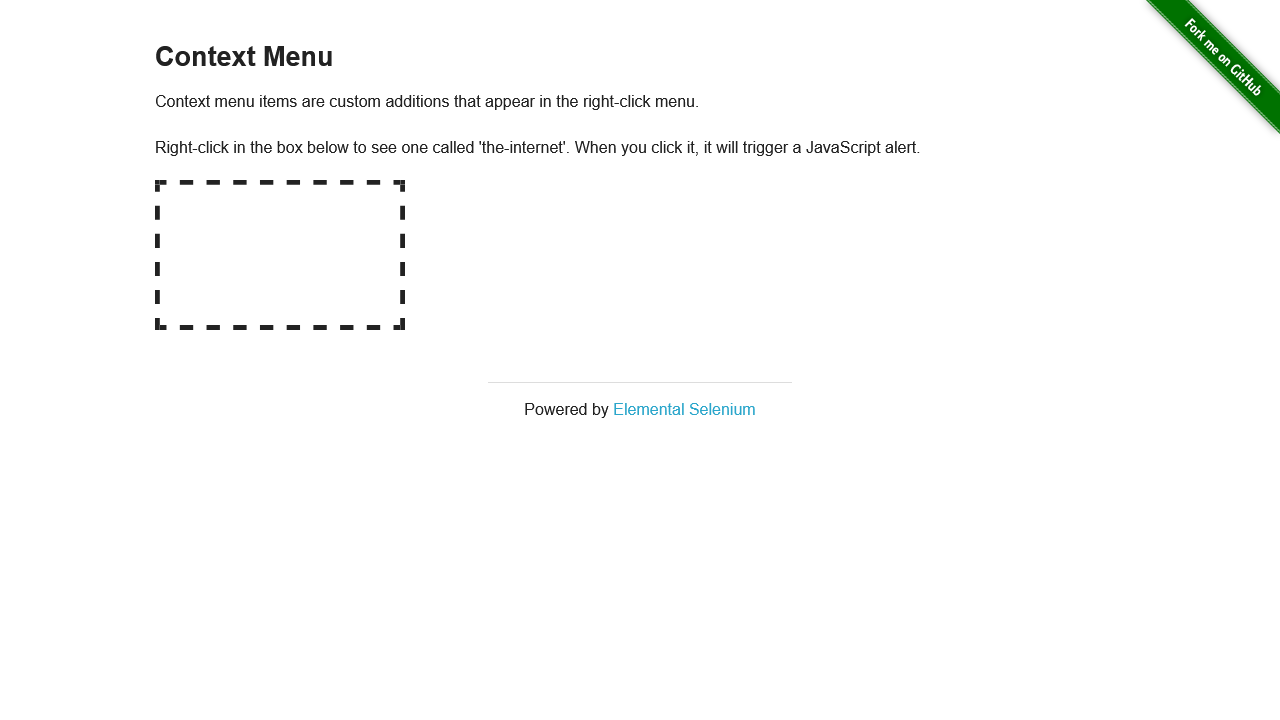 Context Menu
Context menu items are custom additions that appear in the right-click menu.
Right-click in the box below to see one called 'the-internet'. When you click it, it will trigger a JavaScript alert.
Powered by Elemental Selenium
Fork me on GitHub